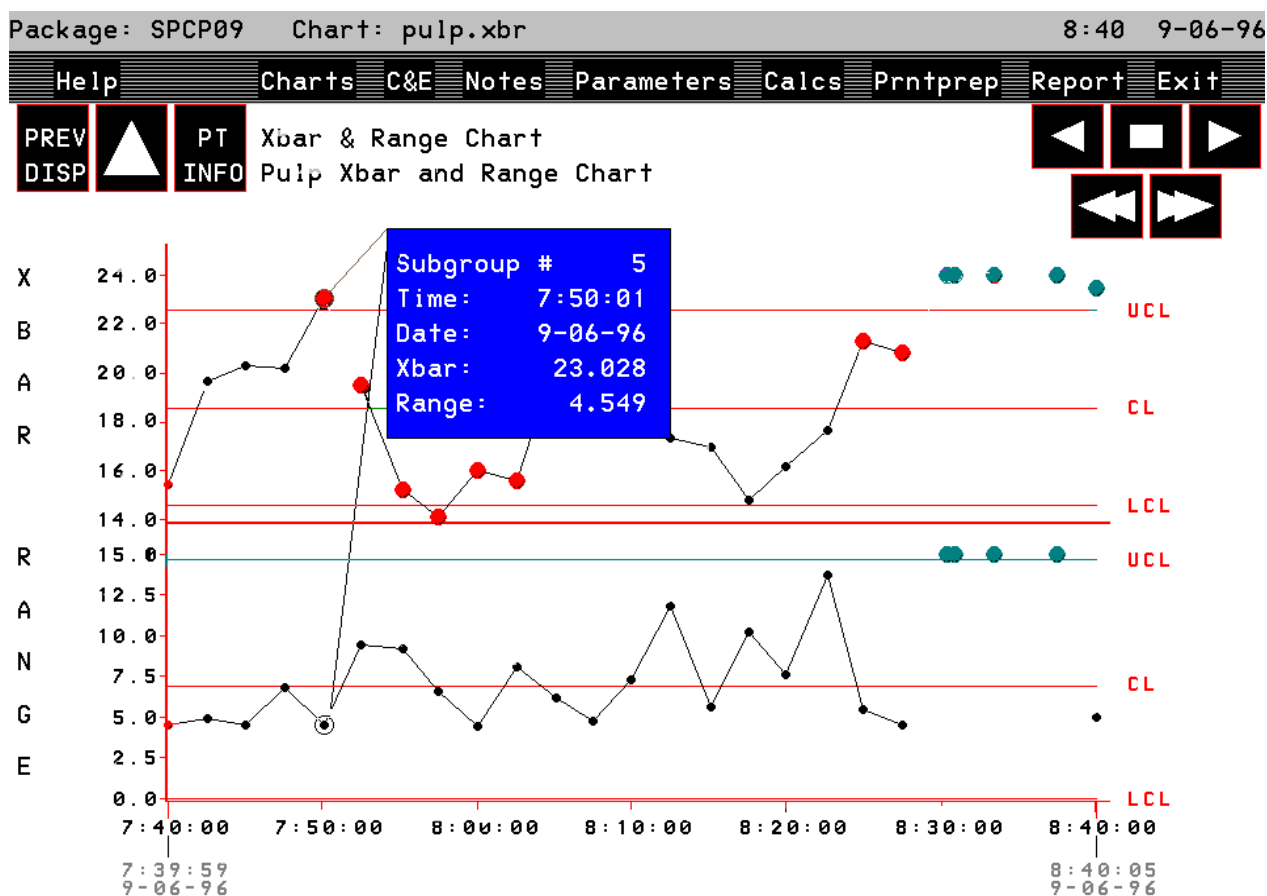 Package: SPCP09 Chart: pulp.xbr 8:40 9-06-96
Help Charts C&E Notes Parameters Calcs Prntprep Report Exit
PREV DISP
PT INFO
Xbar & Range Chart
Pulp Xbar and Range Chart
Subgroup # 5
Time: 7:50:01
Date: 9-06-96
Xbar: 23.028
Range: 4.549
X BAR
24.0
22.0
20.0
18.0
16.0
14.0
UCL
CL
LCL
RANGE
15.0
12.5
10.0
7.5
5.0
2.5
0.0
UCL
CL
LCL
7:40:00 7:50:00 8:00:00 8:10:00 8:20:00 8:30:00 8:40:00
7:39:59 8:40:05
9-06-96 9-06-96